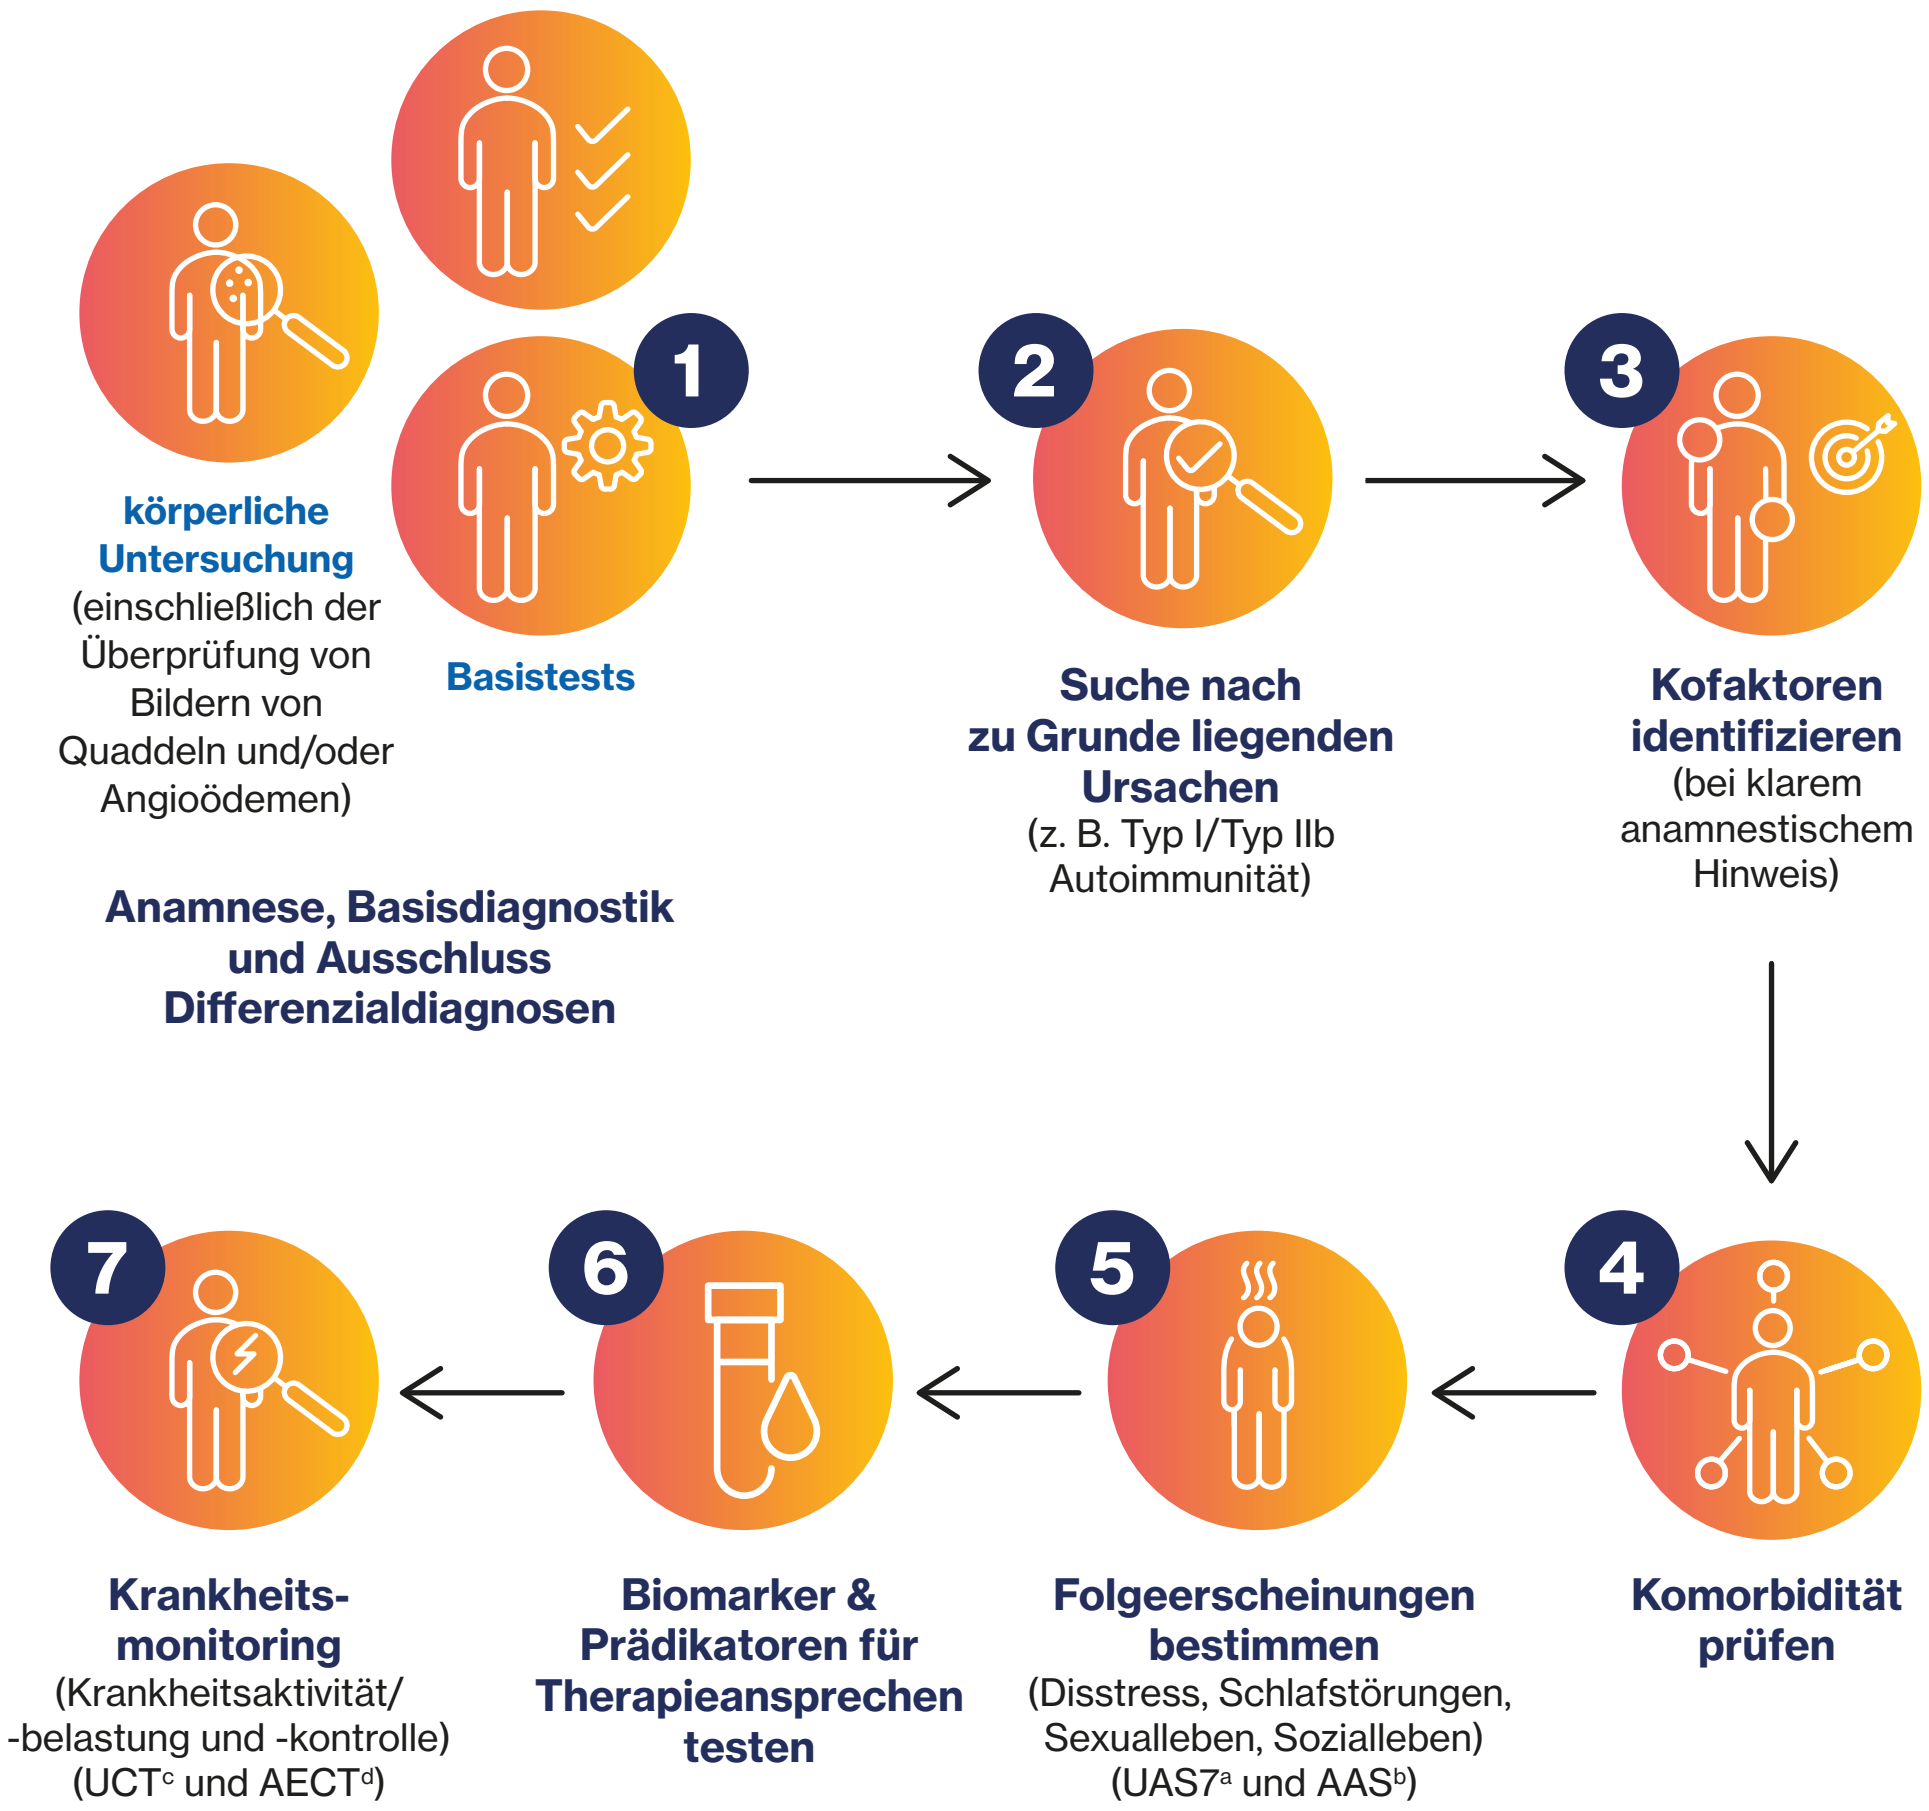 1
körperliche
Untersuchung
(einschließlich der
Überprüfung von
Bildern von
Quaddeln und/oder
Angioödemen)
Basistests
Anamnese, Basisdiagnostik
und Ausschluss
Differenzialdiagnosen
2
Suche nach
zu Grunde liegenden
Ursachen
(z. B. Typ I/Typ IIb
Autoimmunität)
3
Kofaktoren
identifizieren
(bei klarem
anamnestischem
Hinweis)
4
Komorbidität
prüfen
5
Folgeerscheinungen
bestimmen
(Disstress, Schlafstörungen,
Sexualleben, Sozialleben)
(UAS7ᵃ und AASᵇ)
6
Biomarker &
Prädikatoren für
Therapieansprechen
testen
7
Krankheits-
monitoring
(Krankheitsaktivität/
-belastung und -kontrolle)
(UCTᶜ und AECTᵈ)